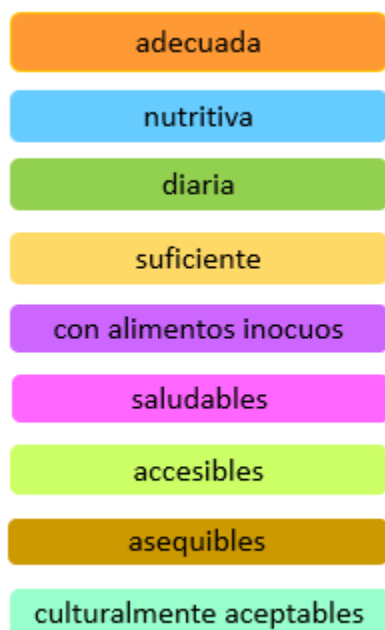 adecuada
nutritiva
diaria
suficiente
con alimentos inocuos
saludables
accesibles
asequibles
culturalmente aceptables